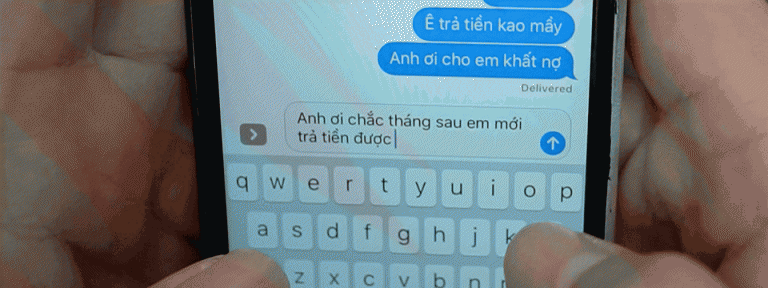 Ê trả tiền kao mầy
Anh ơi cho em khất nợ
Delivered
Anh ơi chắc tháng sau em mới
trả tiền được
q w e r t y u i o p
a s d f g h j k
z x c v b n